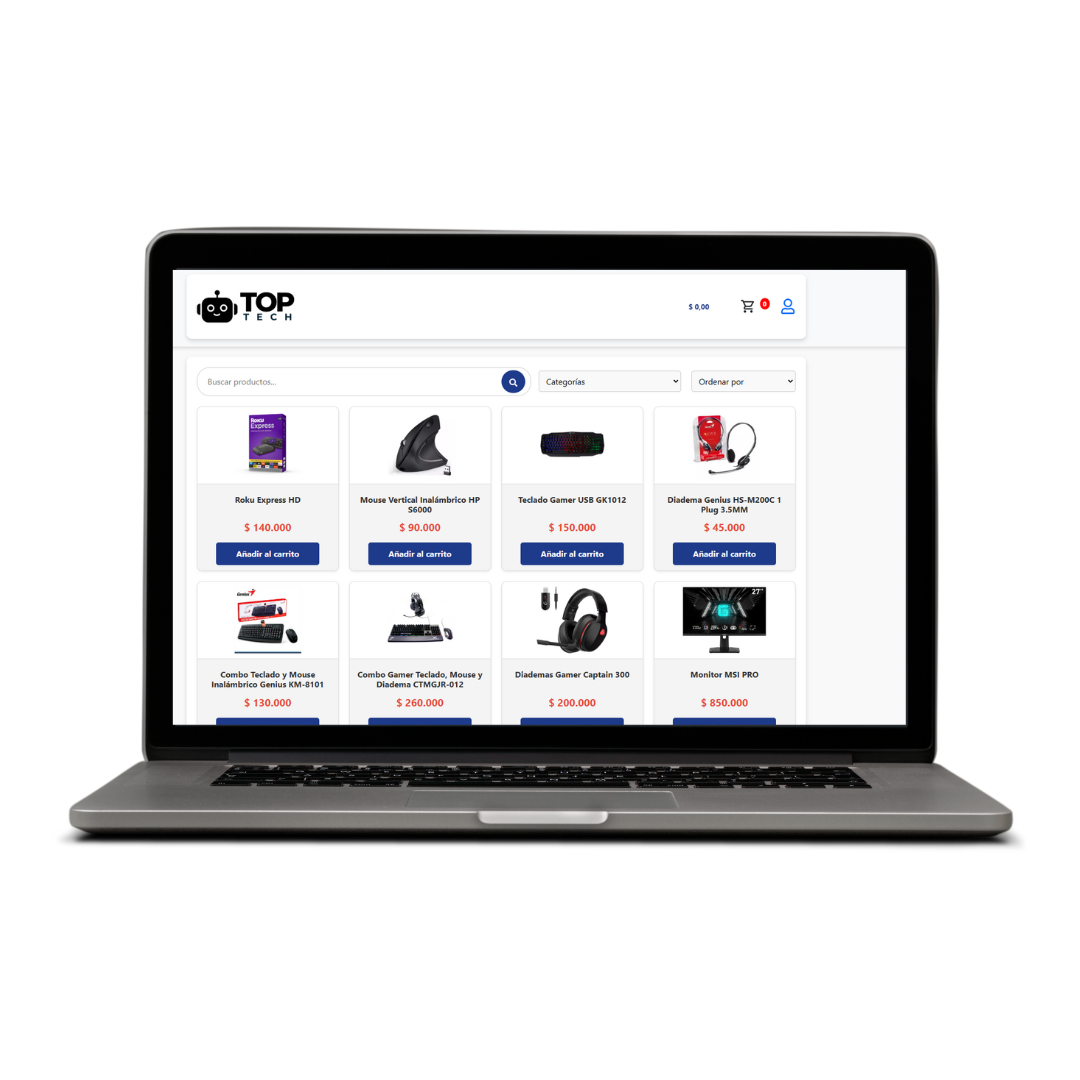 TOP
TECH
$ 0,00
0
Buscar productos...
Categorías
Ordenar por
Roku
Express
Roku Express HD
$ 140.000
Añadir al carrito
Mouse Vertical Inalámbrico HP
S6000
$ 90.000
Añadir al carrito
Teclado Gamer USB GK1012
$ 150.000
Añadir al carrito
Diadema Genius HS-M200C 1
Plug 3.5MM
$ 45.000
Añadir al carrito
Genius
Combo Teclado y Mouse
Inalámbrico Genius KM-8101
$ 130.000
Combo Gamer Teclado, Mouse y
Diadema CTMGJR-012
$ 260.000
Diademas Gamer Captain 300
$ 200.000
27"
Monitor MSI PRO
$ 850.000